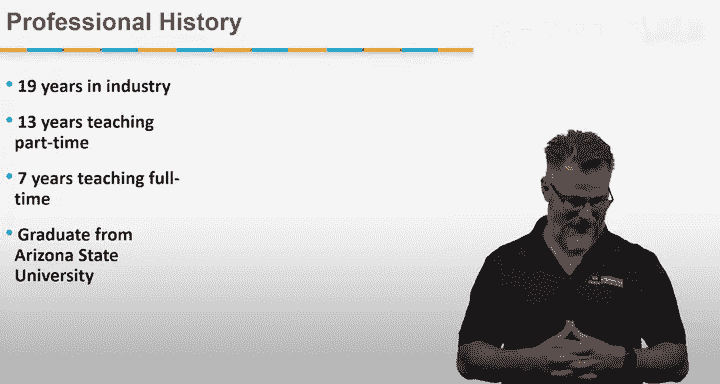 Professional History
• 19 years in industry
• 13 years teaching
part-time
• 7 years teaching full-
time
• Graduate from
Arizona State
University